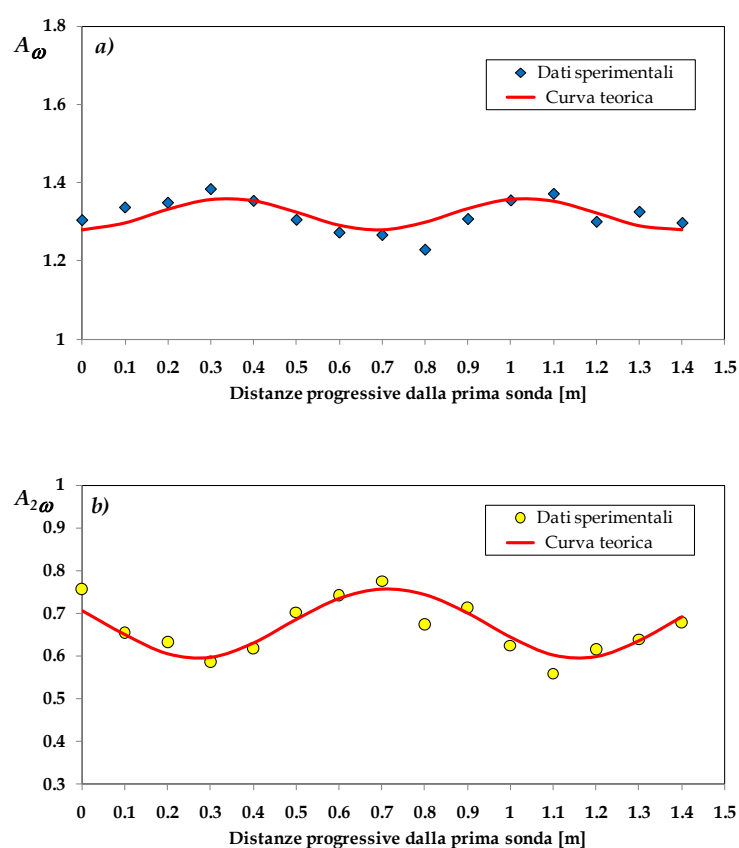 Aω a)
1.8
1.6
1.4
1.2
1
Dati sperimentali
Curva teorica
0 0.1 0.2 0.3 0.4 0.5 0.6 0.7 0.8 0.9 1 1.1 1.2 1.3 1.4 1.5
Distanze progressive dalla prima sonda [m]
A2ω b)
1
0.9
0.8
0.7
0.6
0.5
0.4
0.3
Dati sperimentali
Curva teorica
0 0.1 0.2 0.3 0.4 0.5 0.6 0.7 0.8 0.9 1 1.1 1.2 1.3 1.4 1.5
Distanze progressive dalla prima sonda [m]